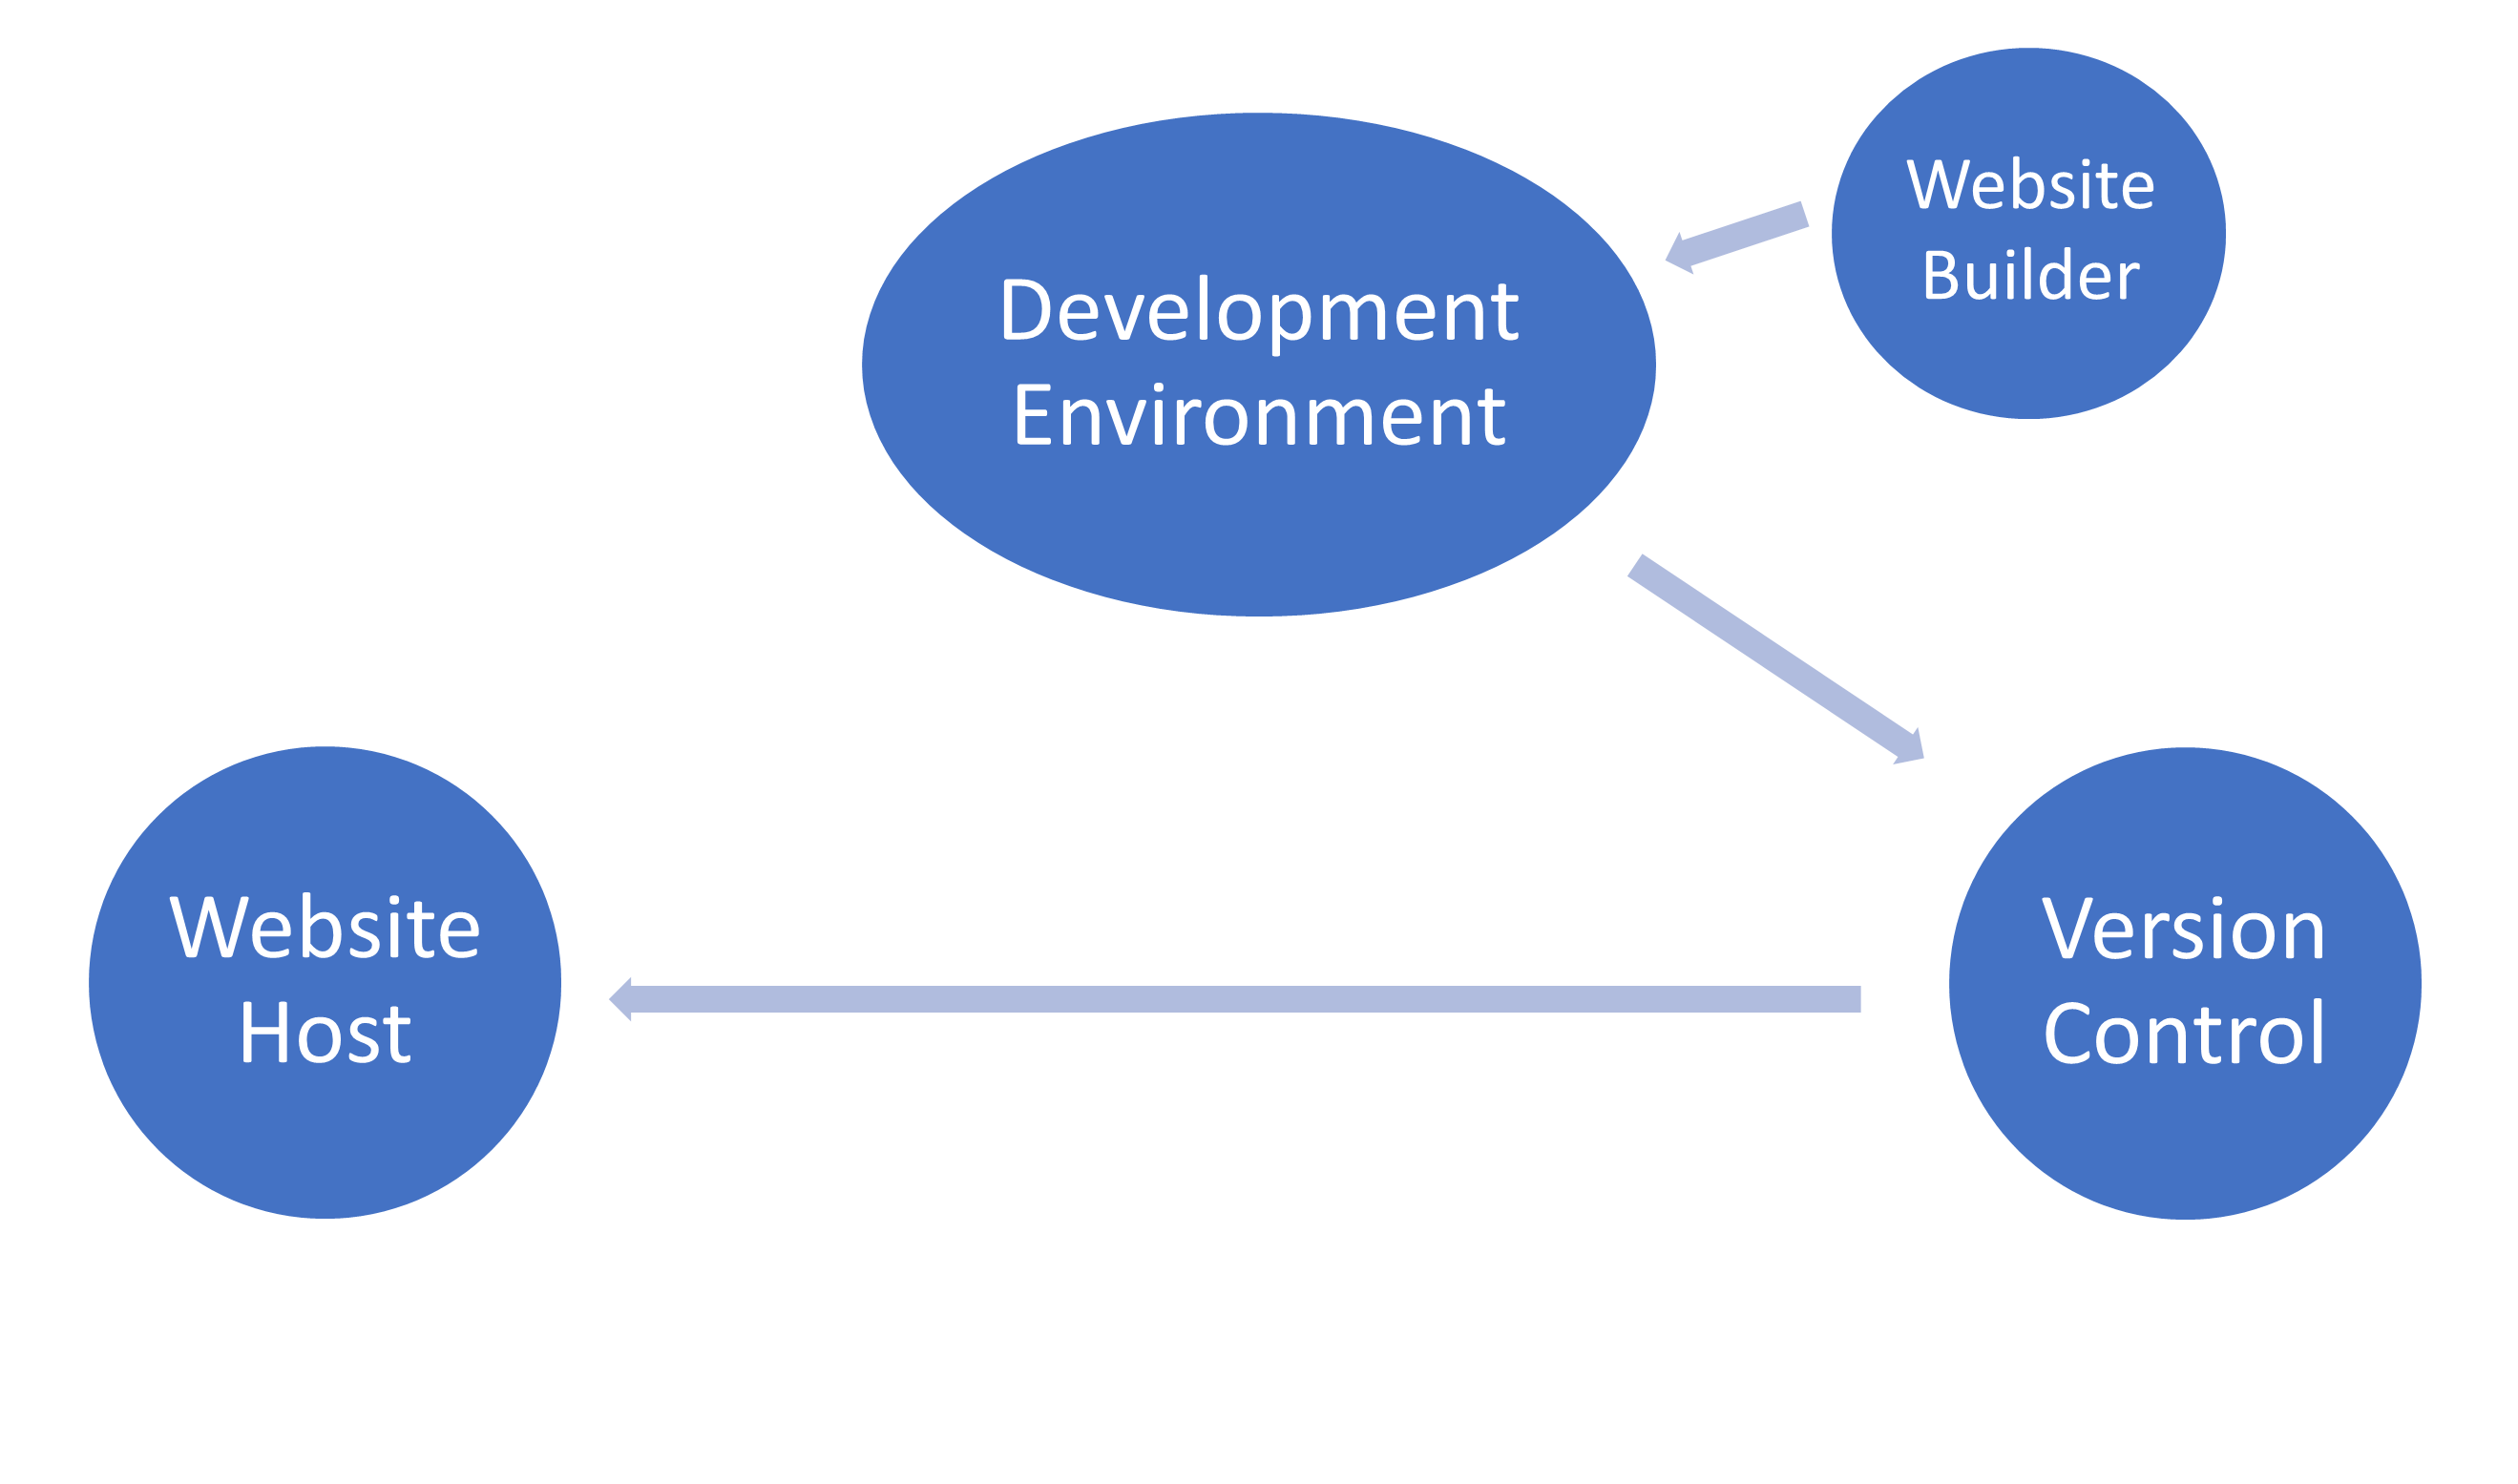 Website
Builder
Development
Environment
Website
Host
Version
Control